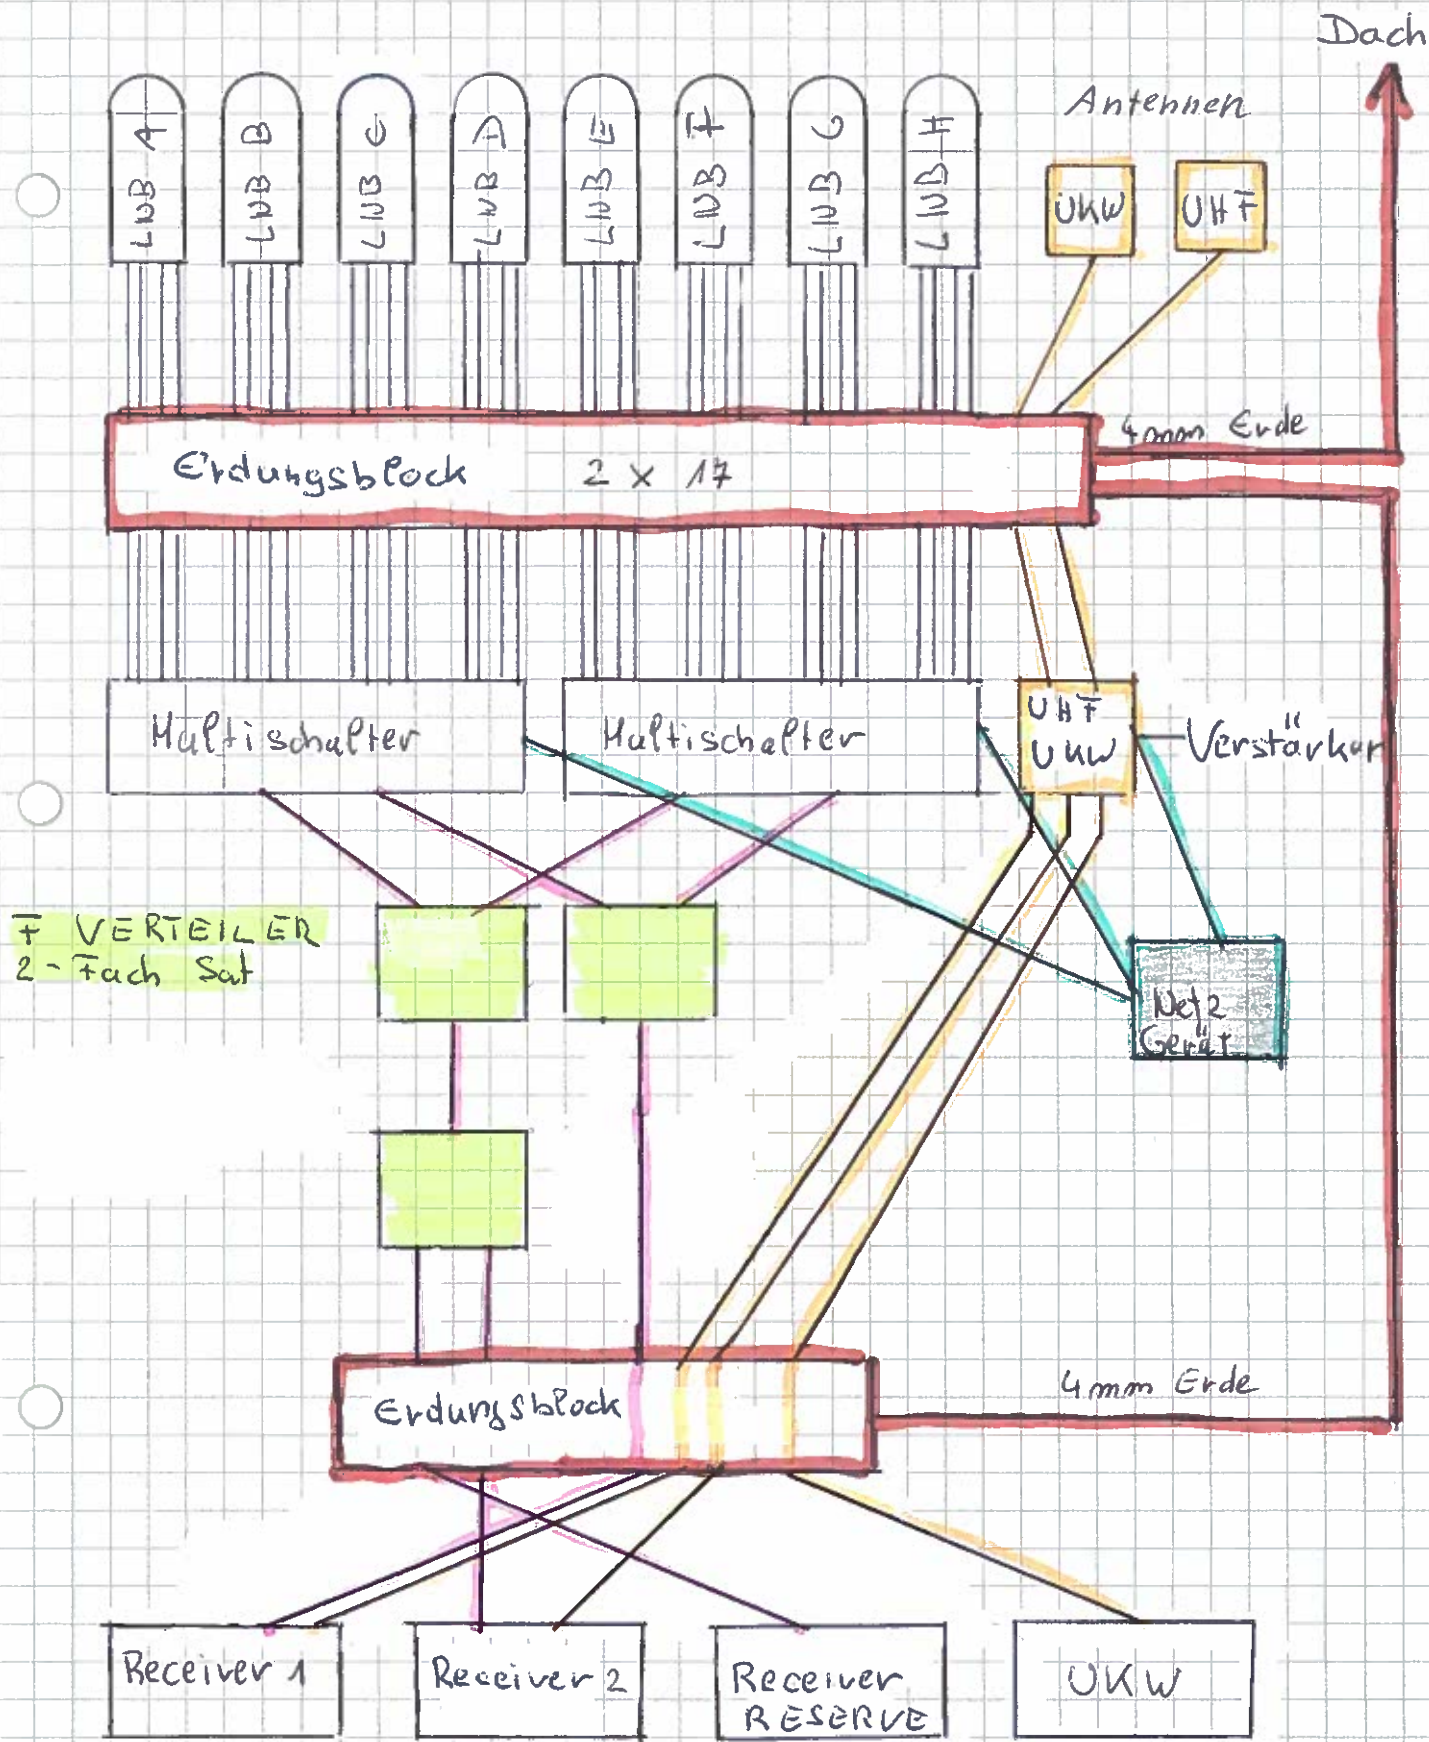 Dach
Antennen
LNB A
LNB B
LNB C
LNB D
LNB E
LNB F
LNB G
LNB H
UKW
UHF
4mm Erde
Erdungsblock 2 x 17
Multischalter
Multischalter
UHF
UKW
Verstärker
F VERTEILER
2-Fach Sat
Netz
Gerät
Erdungsblock
4mm Erde
Receiver 1
Receiver 2
Receiver
RESERVE
UKW